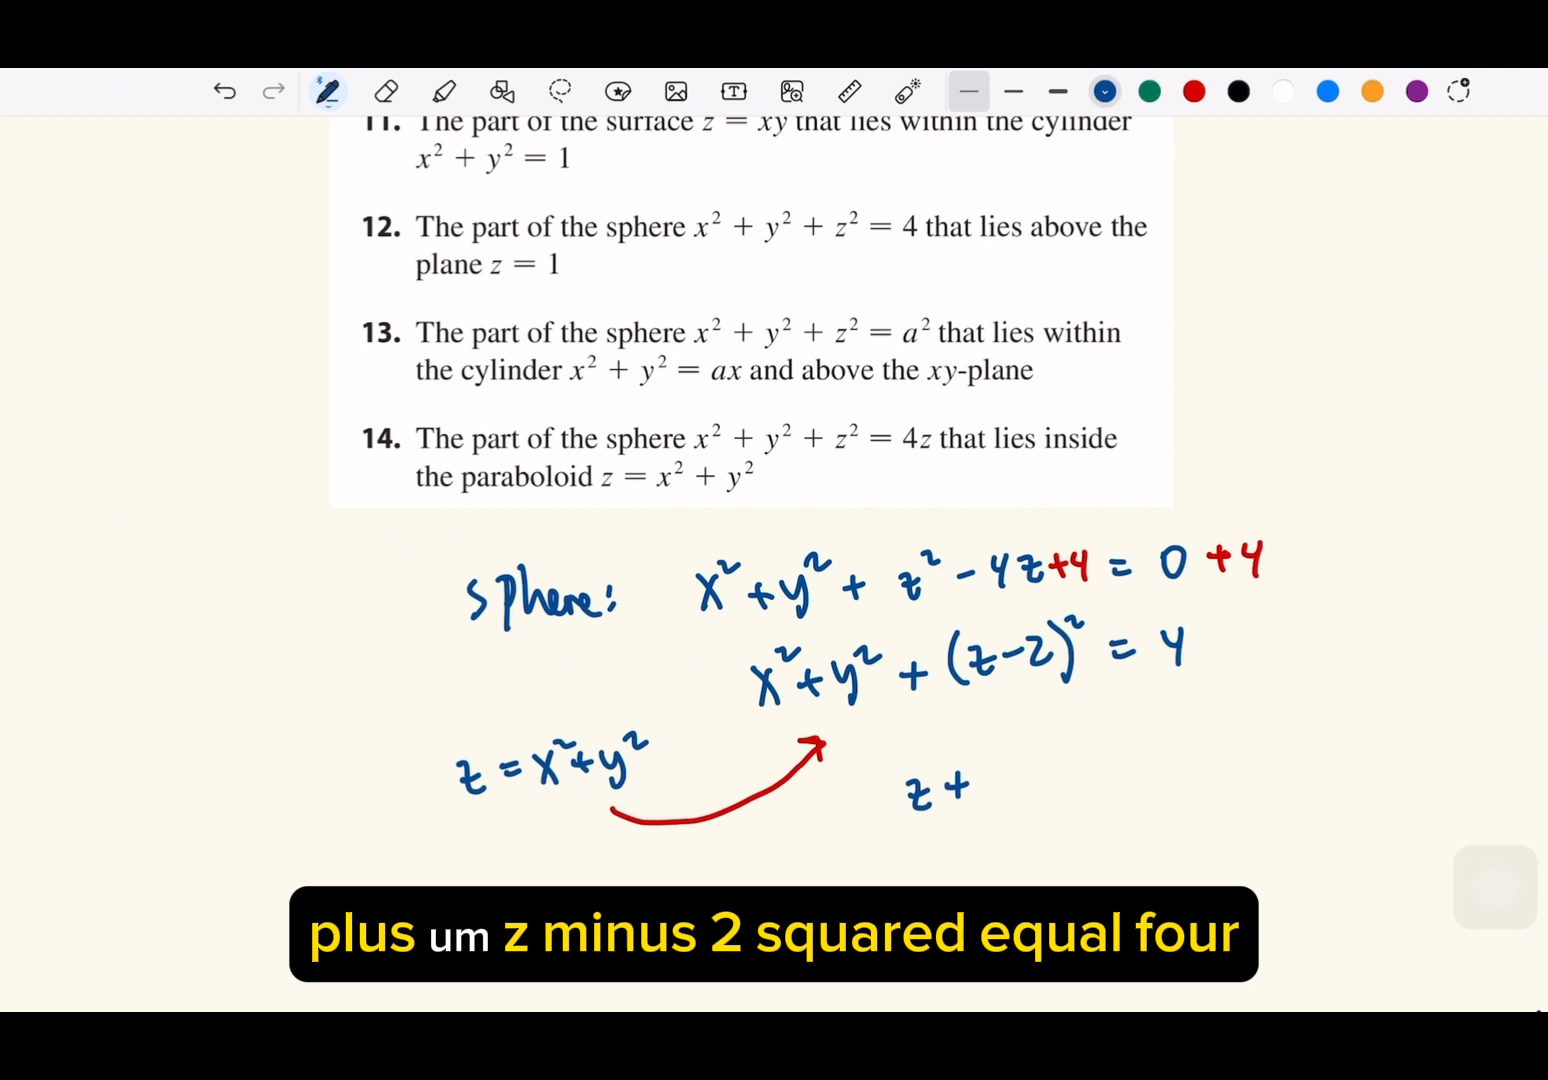 11. The part of the surface z = xy that lies within the cylinder
x² + y² = 1
12. The part of the sphere x² + y² + z² = 4 that lies above the
plane z = 1
13. The part of the sphere x² + y² + z² = a² that lies within
the cylinder x² + y² = ax and above the xy-plane
14. The part of the sphere x² + y² + z² = 4z that lies inside
the paraboloid z = x² + y²
sphere: x² + y² + z² - 4z +4 = 0 +4
x² + y² + (z-2)² = 4
z = x² + y²
z +
plus um z minus 2 squared equal four